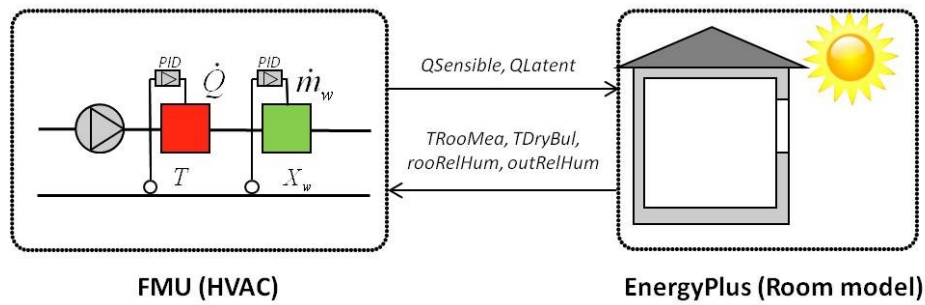 PID
PID
Q̇
ṁw
T
Xw
QSensible, QLatent
TRooMea, TDryBul,
rooRelHum, outRelHum
FMU (HVAC)
EnergyPlus (Room model)